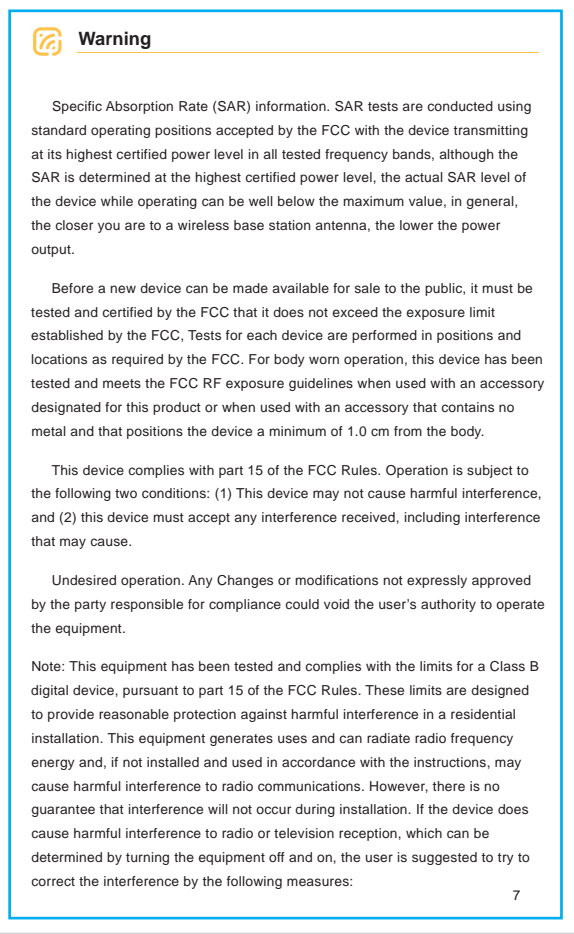 Warning
Specific Absorption Rate (SAR) information. SAR tests are conducted using
standard operating positions accepted by the FCC with the device transmitting
at its highest certified power level in all tested frequency bands, although the
SAR is determined at the highest certified power level, the actual SAR level of
the device while operating can be well below the maximum value, in general,
the closer you are to a wireless base station antenna, the lower the power
output.
Before a new device can be made available for sale to the public, it must be
tested and certified by the FCC that it does not exceed the exposure limit
established by the FCC, Tests for each device are performed in positions and
locations as required by the FCC. For body worn operation, this device has been
tested and meets the FCC RF exposure guidelines when used with an accessory
designated for this product or when used with an accessory that contains no
metal and that positions the device a minimum of 1.0 cm from the body.
This device complies with part 15 of the FCC Rules. Operation is subject to
the following two conditions: (1) This device may not cause harmful interference,
and (2) this device must accept any interference received, including interference
that may cause.
Undesired operation. Any Changes or modifications not expressly approved
by the party responsible for compliance could void the user’s authority to operate
the equipment.
Note: This equipment has been tested and complies with the limits for a Class B
digital device, pursuant to part 15 of the FCC Rules. These limits are designed
to provide reasonable protection against harmful interference in a residential
installation. This equipment generates uses and can radiate radio frequency
energy and, if not installed and used in accordance with the instructions, may
cause harmful interference to radio communications. However, there is no
guarantee that interference will not occur during installation. If the device does
cause harmful interference to radio or television reception, which can be
determined by turning the equipment off and on, the user is suggested to try to
correct the interference by the following measures:
7